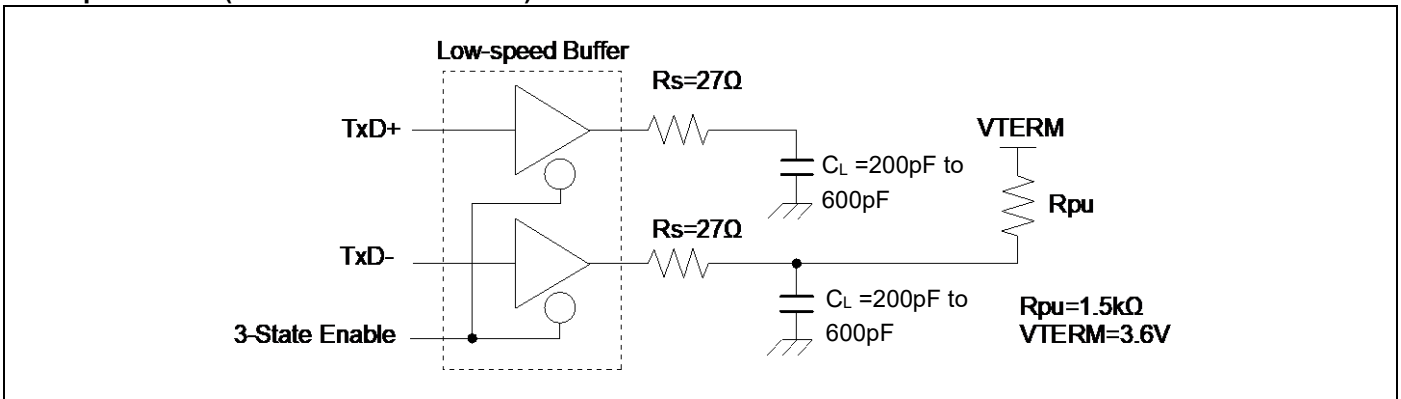 Low-speed Buffer
Rs=27Ω
TxD+
VTERM
CL =200pF to
600pF
Rpu
Rs=27Ω
TxD-
CL =200pF to
600pF
Rpu=1.5kΩ
VTERM=3.6V
3-State Enable